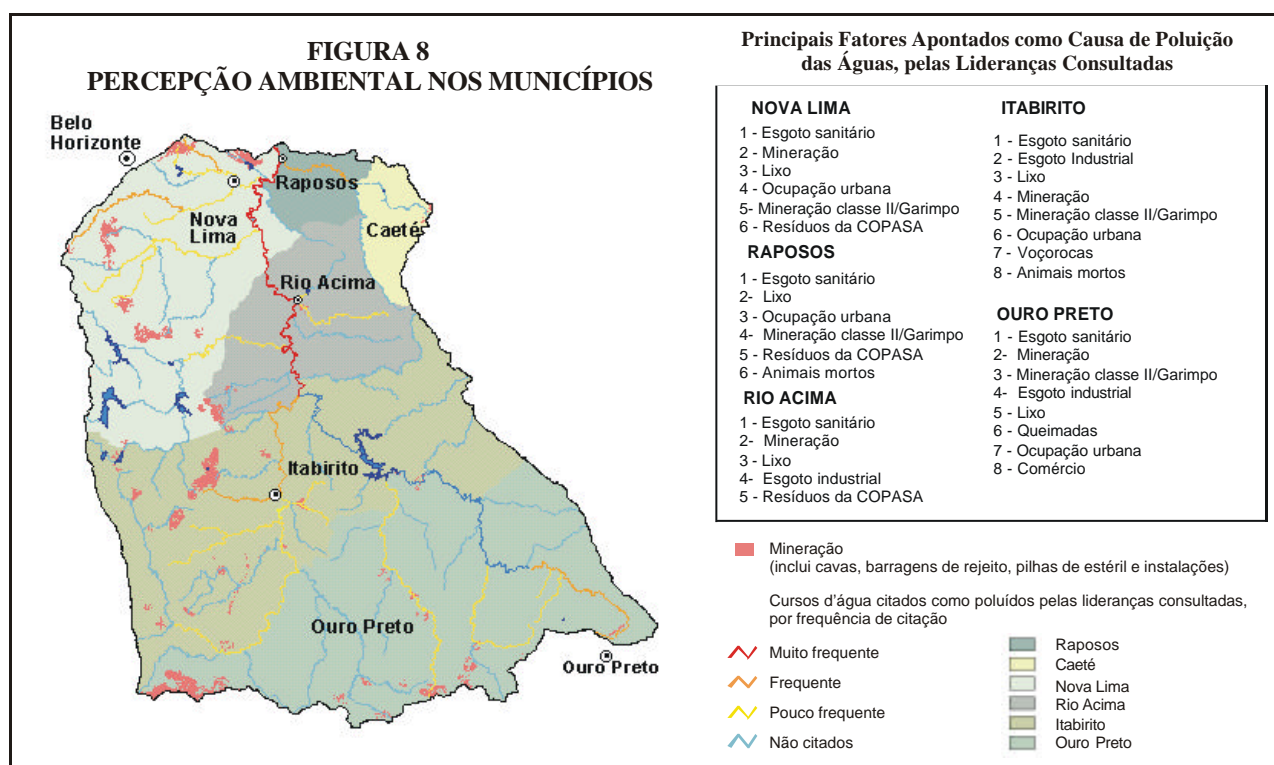 FIGURA 8
PERCEPÇÃO AMBIENTAL NOS MUNICÍPIOS
Belo
Horizonte
Raposos
Nova
Lima
Caeté
Rio Acima
Itabirito
Ouro Preto
Ouro Preto
Principais Fatores Apontados como Causa de Poluição
das Águas, pelas Lideranças Consultadas
NOVA LIMA
1 - Esgoto sanitário
2 - Mineração
3 - Lixo
4 - Ocupação urbana
5- Mineração classe II/Garimpo
6 - Resíduos da COPASA
RAPOSOS
1 - Esgoto sanitário
2- Lixo
3 - Ocupação urbana
4- Mineração classe II/Garimpo
5 - Resíduos da COPASA
6 - Animais mortos
RIO ACIMA
1 - Esgoto sanitário
2- Mineração
3 - Lixo
4- Esgoto industrial
5 - Resíduos da COPASA
ITABIRITO
1 - Esgoto sanitário
2 - Esgoto Industrial
3 - Lixo
4 - Mineração
5 - Mineração classe II/Garimpo
6 - Ocupação urbana
7 - Voçorocas
8 - Animais mortos
OURO PRETO
1 - Esgoto sanitário
2- Mineração
3 - Mineração classe II/Garimpo
4- Esgoto industrial
5 - Lixo
6 - Queimadas
7 - Ocupação urbana
8 - Comércio
Mineração
(inclui cavas, barragens de rejeito, pilhas de estéril e instalações)
Cursos d'água citados como poluídos pelas lideranças consultadas,
por frequência de citação
Muito frequente
Frequente
Pouco frequente
Não citados
Raposos
Caeté
Nova Lima
Rio Acima
Itabirito
Ouro Preto